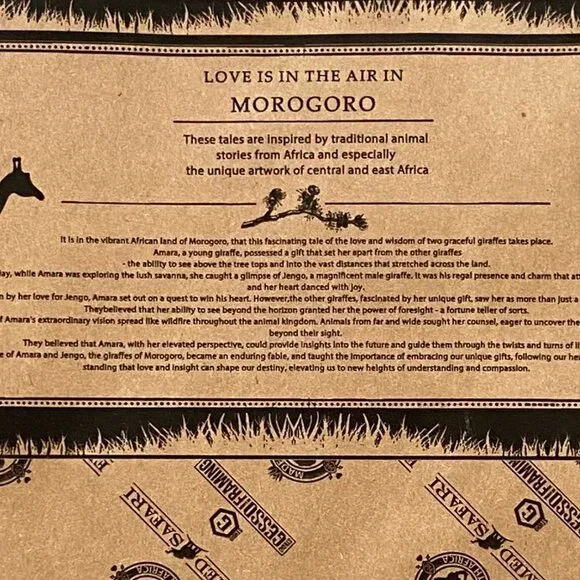 LOVE IS IN THE AIR IN
MOROGORO
These tales are inspired by traditional animal
stories from Africa and especially
the unique artwork of central and east Africa
It is in the vibrant African land of Morogoro, that this fascinating tale of the love and wisdom of two graceful giraffes takes place.
Amara, a young giraffe, possessed a gift that set her apart from the other giraffes
- the ability to see above the tree tops and into the vast distances that stretched across the land.
while Amara was exploring the lush savanna, she caught a glimpse of Jengo, a magnificent male giraffe. It was his regal presence and charm that
and her heart danced with joy.
by her love for Jengo, Amara set out on a quest to win his heart. However,the other giraffes, fascinated by her unique gift, saw her as more than just a
Theybelieved that her ability to see beyond the horizon granted her the power of foresight - a fortune teller of sorts.
of Amara's extraordinary vision spread like wildfire throughout the animal kingdom. Animals from far and wide sought her counsel, eager to uncover the
beyond their sight.
They believed that Amara, with her elevated perspective, could provide insights into the future and guide them through the twists and turns of
of Amara and Jengo, the giraffes of Morogoro, became an enduring fable, and taught the importance of embracing our unique gifts, following our
standing that love and insight can shape our destiny, elevating us to new heights of understanding and compassion.
SAFARI
G
SAFARI
G